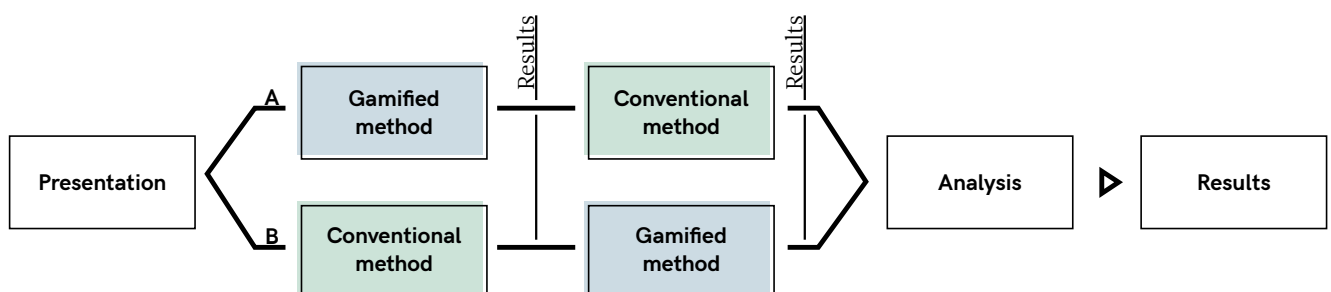 Presentation
A
Gamified
method
Results
Conventional
method
Results
B
Conventional
method
Gamified
method
Analysis
Results